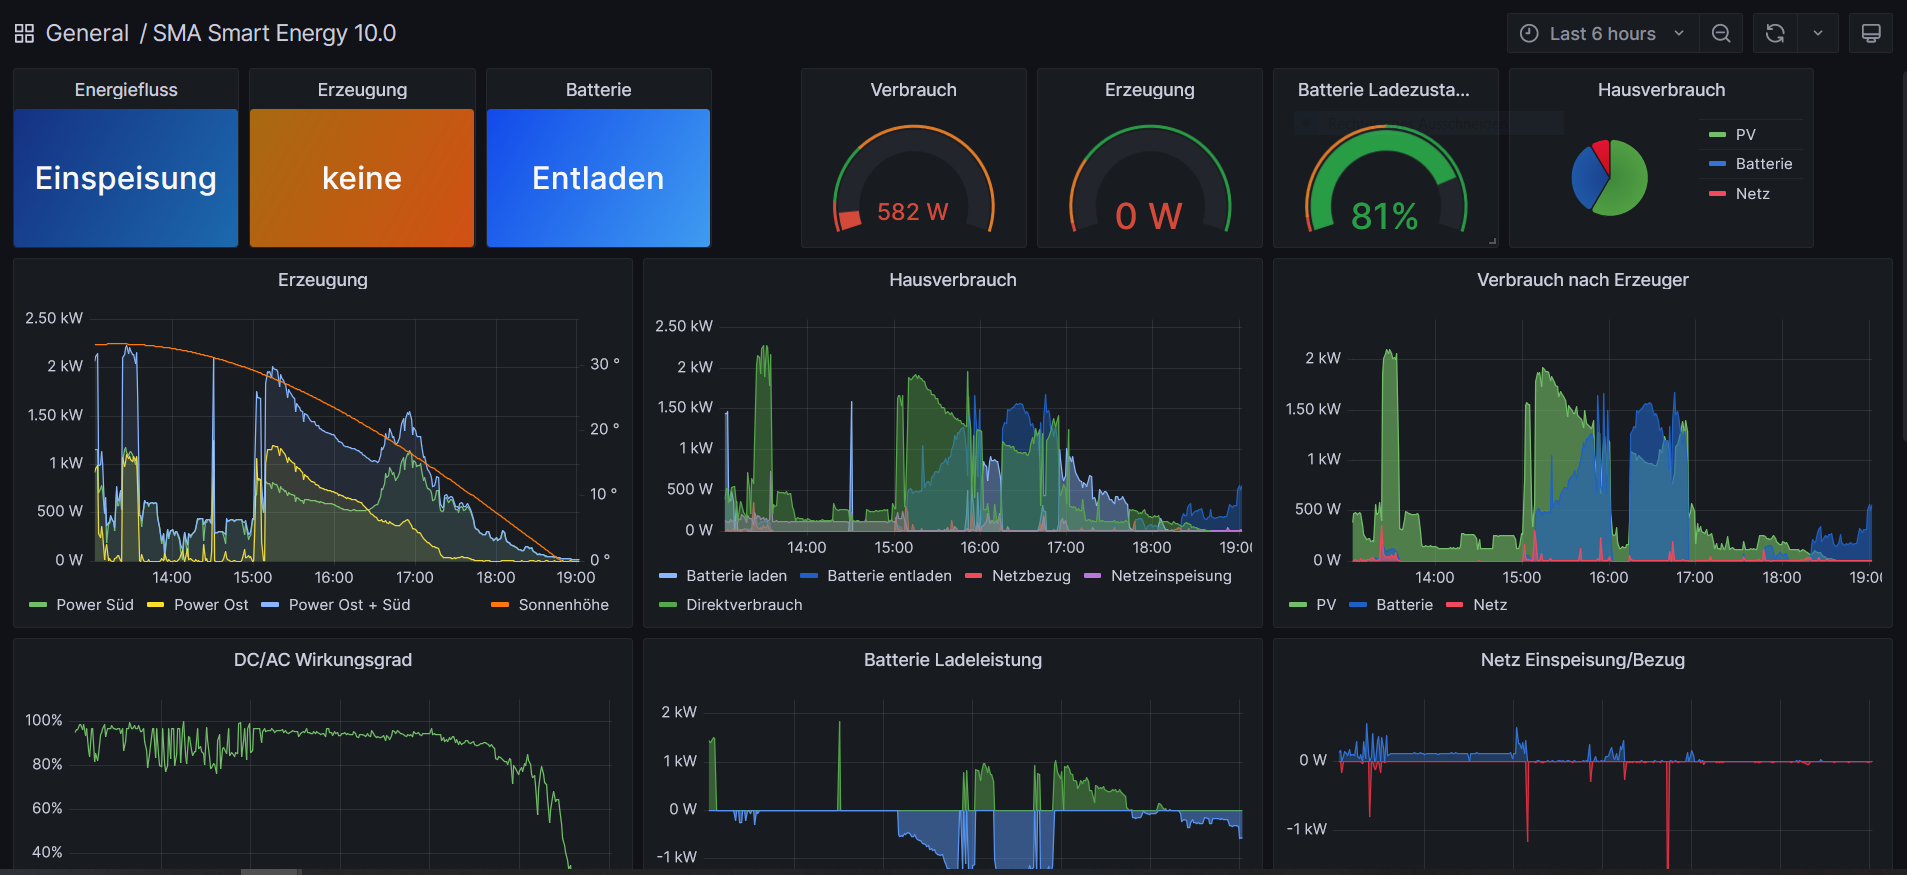 General / SMA Smart Energy 10.0
Last 6 hours
Energiefluss
Erzeugung
Batterie
Verbrauch
Erzeugung
Batterie Ladezusta...
Hausverbrauch
Einspeisung
keine
Entladen
582 W
0 W
81%
PV
Batterie
Netz
Erzeugung
2.50 kW
2 kW
1.50 kW
1 kW
500 W
0 W
30 °
20 °
10 °
0 °
14:00 15:00 16:00 17:00 18:00 19:00
Power Süd Power Ost Power Ost + Süd Sonnenhöhe
Hausverbrauch
2.50 kW
2 kW
1.50 kW
1 kW
500 W
0 W
14:00 15:00 16:00 17:00 18:00 19:00
Batterie laden Batterie entladen Netzbezug Netzeinspeisung
Direktverbrauch
Verbrauch nach Erzeuger
2 kW
1.50 kW
1 kW
500 W
0 W
14:00 15:00 16:00 17:00 18:00 19:00
PV Batterie Netz
DC/AC Wirkungsgrad
100%
80%
60%
40%
Batterie Ladeleistung
2 kW
1 kW
0 W
-1 kW
Netz Einspeisung/Bezug
0 W
-1 kW